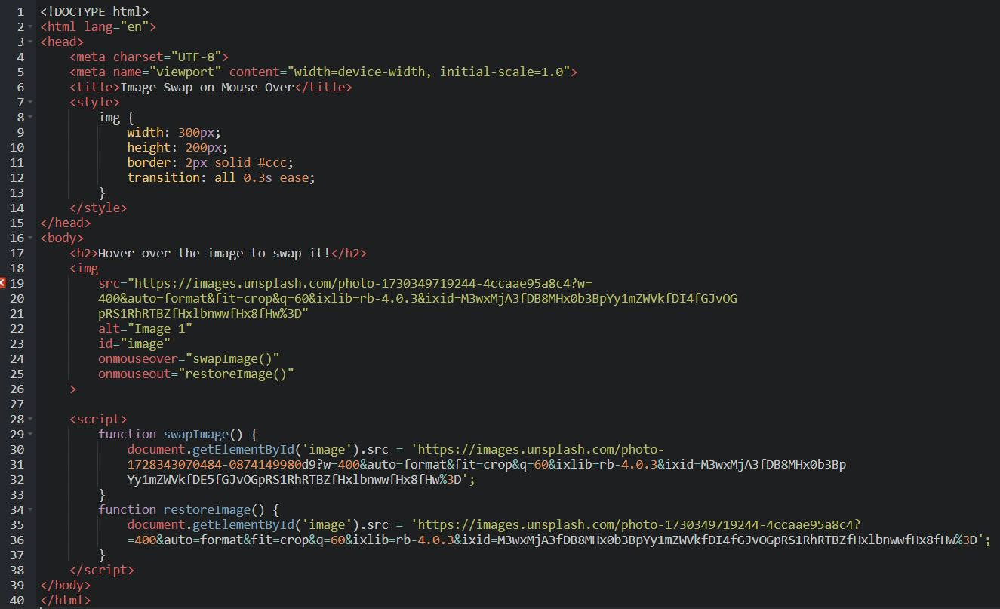 1 <!DOCTYPE html>
2 <html lang="en">
3 <head>
4     <meta charset="UTF-8">
5     <meta name="viewport" content="width=device-width, initial-scale=1.0">
6     <title>Image Swap on Mouse Over</title>
7     <style>
8         img {
9             width: 300px;
10             height: 200px;
11             border: 2px solid #ccc;
12             transition: all 0.3s ease;
13         }
14     </style>
15 </head>
16 <body>
17     <h2>Hover over the image to swap it!</h2>
18     <img
19         src="https://images.unsplash.com/photo-1730349719244-4ccaae95a8c4?w=
20         400&auto=format&fit=crop&q=60&ixlib=rb-4.0.3&ixid=M3wxMjA3fDB8MHx0b3BpYy1mZWVkfDI4fGJvOG
21         pRS1RhRTBZfHxlbnwwfHx8fHw%3D"
22         alt="Image 1"
23         id="image"
24         onmouseover="swapImage()"
25         onmouseout="restoreImage()"
26     >
27
28     <script>
29         function swapImage() {
30             document.getElementById('image').src = 'https://images.unsplash.com/photo-
31             1728343070484-0874149980d9?w=400&auto=format&fit=crop&q=60&ixlib=rb-4.0.3&ixid=M3wxMjA3fDB8MHx0b3Bp
32             Yy1mZWVkfDE5fGJvOGpRS1RhRTBZfHxlbnwwfHx8fHw%3D';
33         }
34         function restoreImage() {
35             document.getElementById('image').src = 'https://images.unsplash.com/photo-1730349719244-4ccaae95a8c4?
36             =400&auto=format&fit=crop&q=60&ixlib=rb-4.0.3&ixid=M3wxMjA3fDB8MHx0b3BpYy1mZWVkfDI4fGJvOGpRS1RhRTBZfHxlbnwwfHx8fHw%3D';
37         }
38     </script>
39 </body>
40 </html>